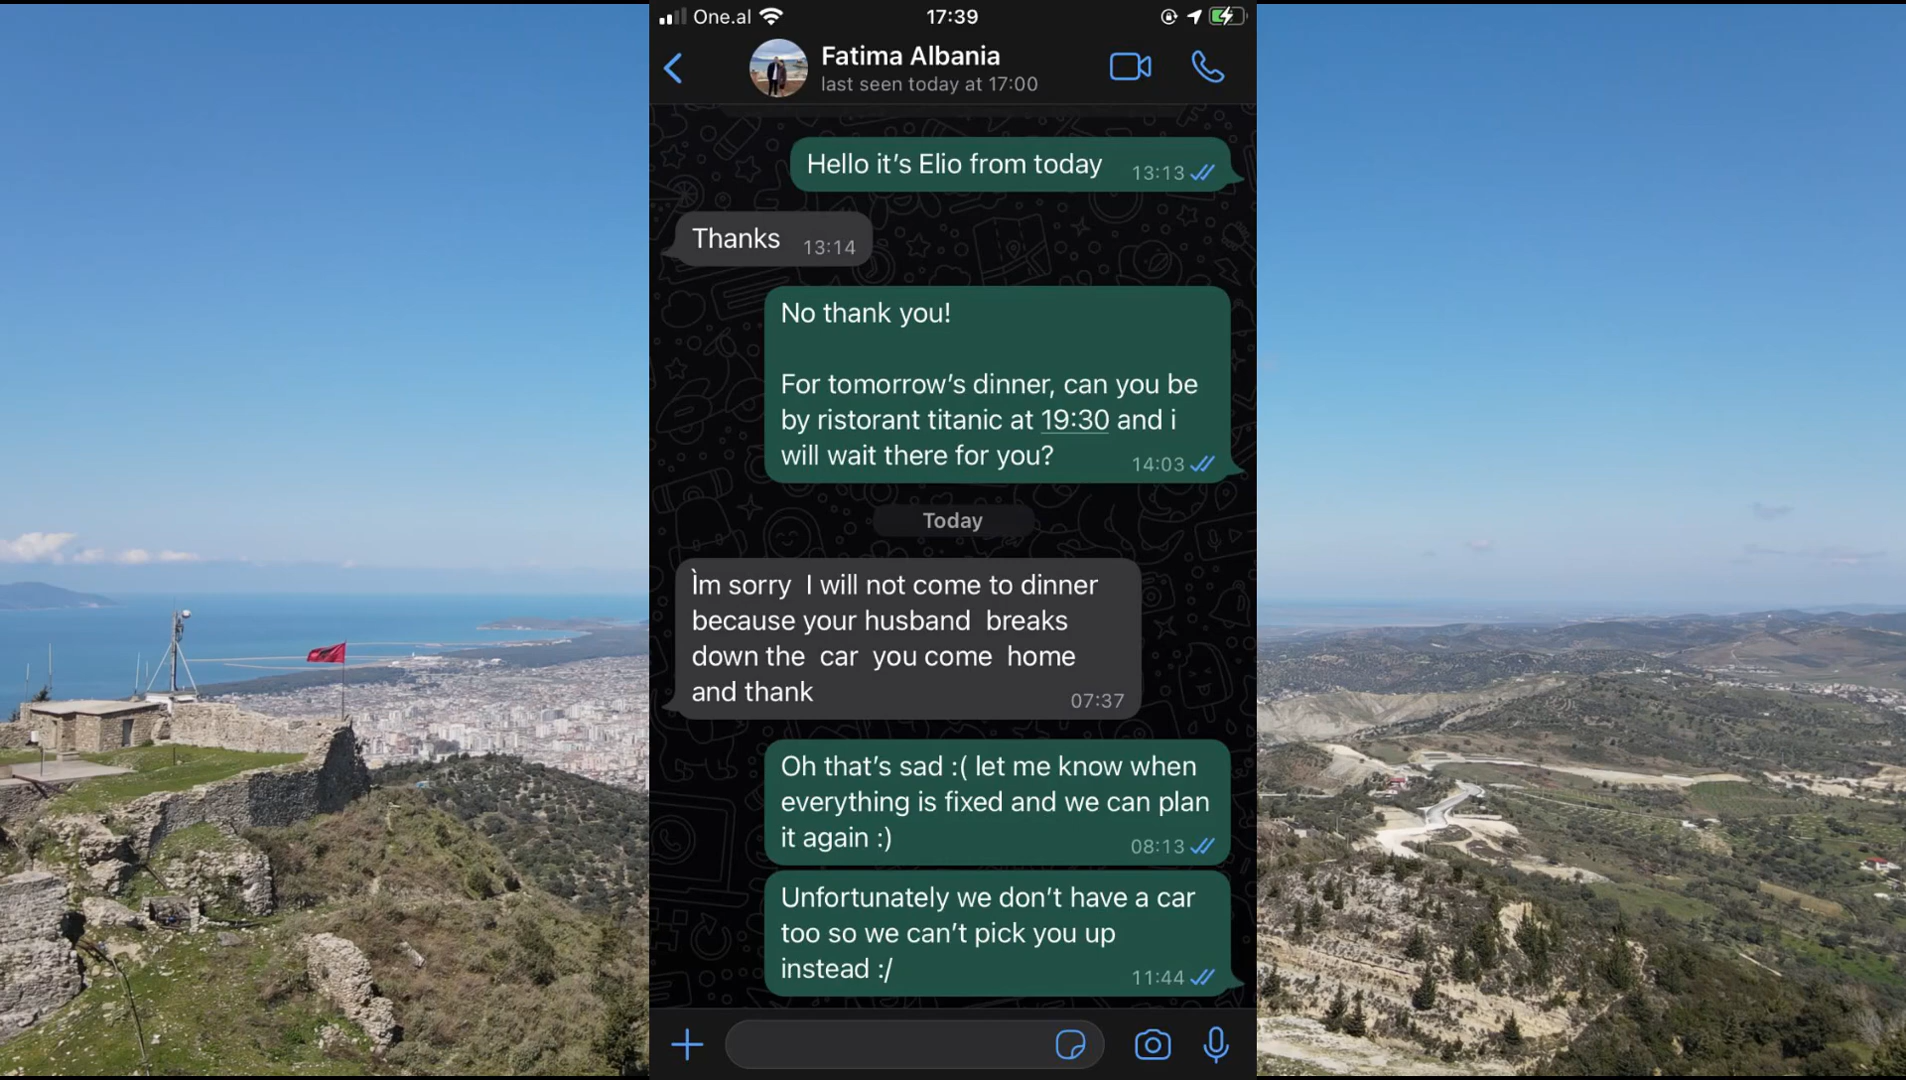 One.al
17:39
Fatima Albania
last seen today at 17:00
Hello it’s Elio from today
13:13
Thanks
13:14
No thank you!
For tomorrow’s dinner, can you be
by ristorant titanic at 19:30 and i
will wait there for you?
14:03
Today
Ìm sorry  I will not come to dinner
because your husband  breaks
down the  car  you come  home
and thank
07:37
Oh that’s sad :( let me know when
everything is fixed and we can plan
it again :)
08:13
Unfortunately we don’t have a car
too so we can’t pick you up
instead :/
11:44